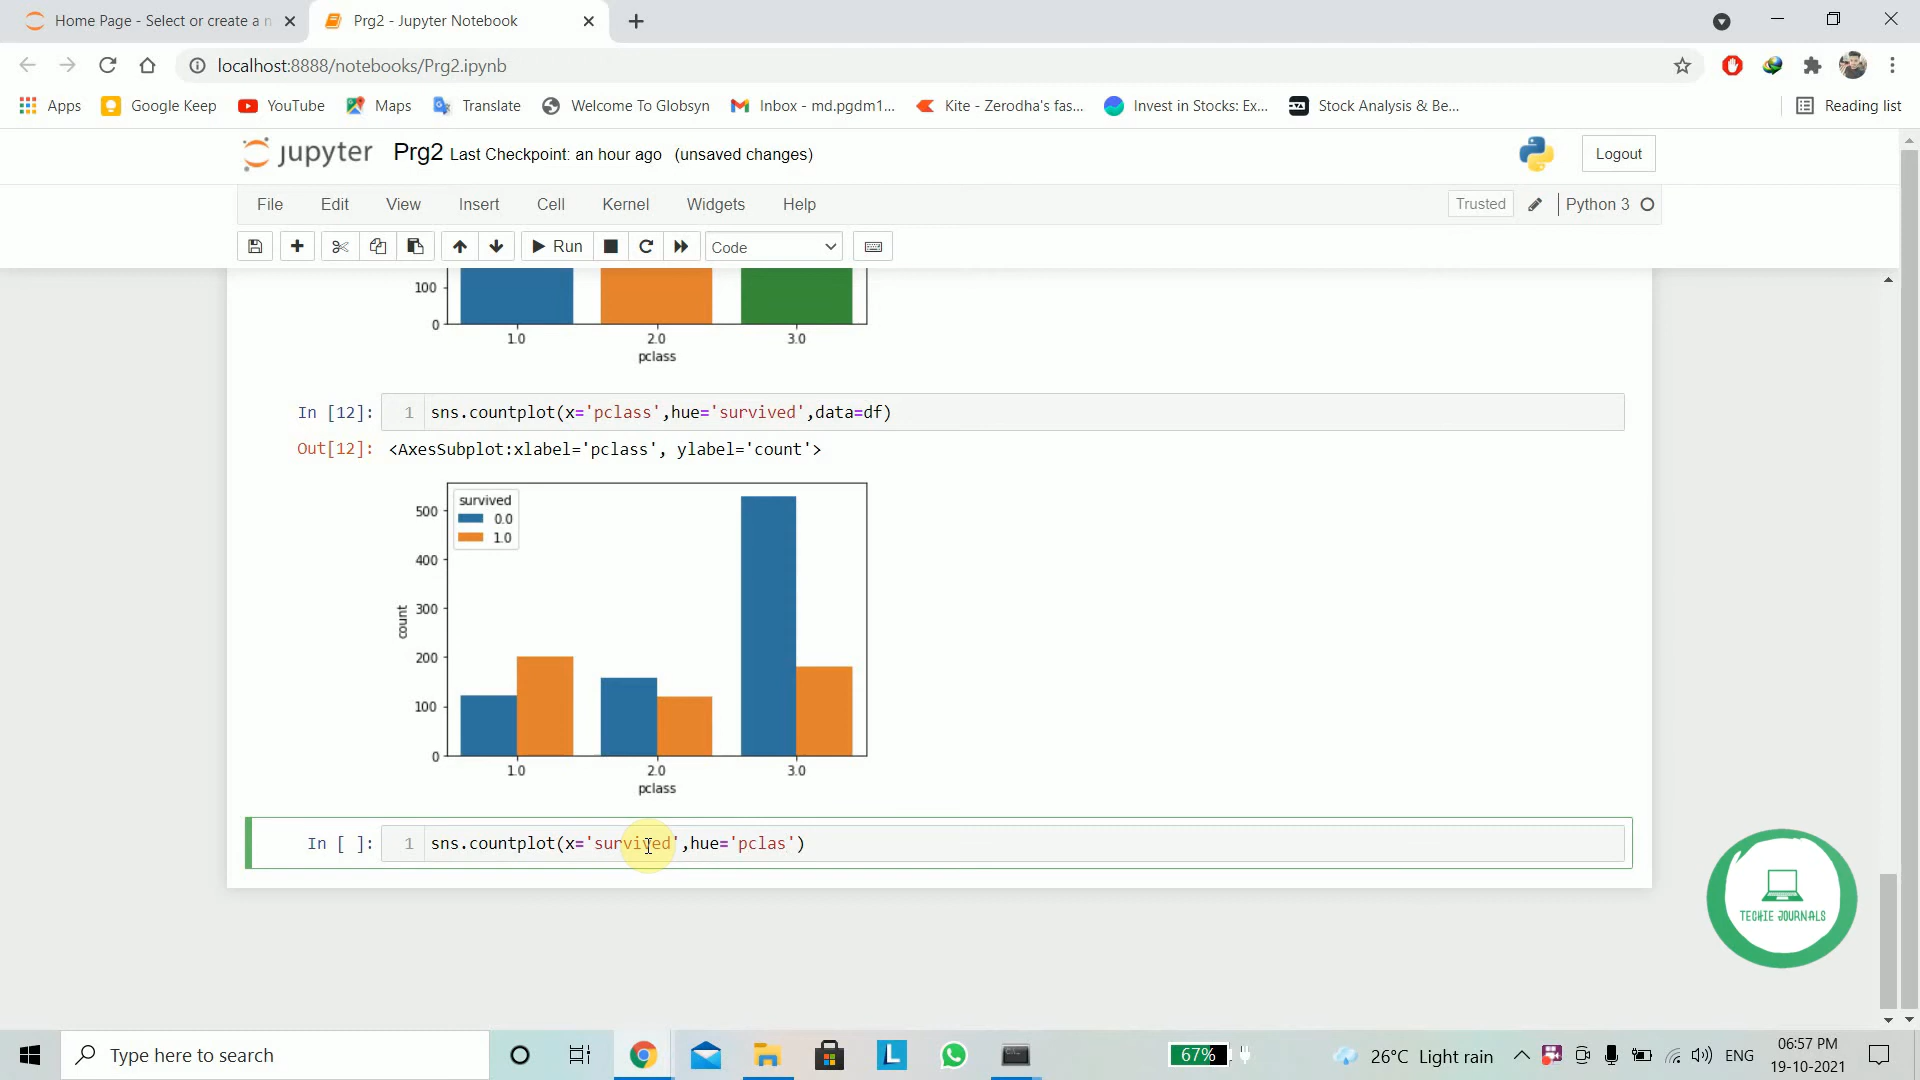 Home Page - Select or create a n
Prg2 - Jupyter Notebook
localhost:8888/notebooks/Prg2.ipynb
Apps Google Keep YouTube Maps Translate Welcome To Globsyn Inbox - md.pgdm1... Kite - Zerodha's fas... Invest in Stocks: Ex... Stock Analysis & Be... Reading list
jupyter Prg2 Last Checkpoint: an hour ago (unsaved changes) Logout
File Edit View Insert Cell Kernel Widgets Help Trusted Python 3
Run Code
100
0
1.0 2.0 3.0
pclass
In [12]: 1 sns.countplot(x='pclass',hue='survived',data=df)
Out[12]: <AxesSubplot:xlabel='pclass', ylabel='count'>
survived
0.0
1.0
500
400
300
200
100
0
count
1.0 2.0 3.0
pclass
In [ ]: 1 sns.countplot(x='survived',hue='pclas')
TECHIE JOURNALS
Type here to search
67%
26°C Light rain
ENG
06:57 PM
19-10-2021